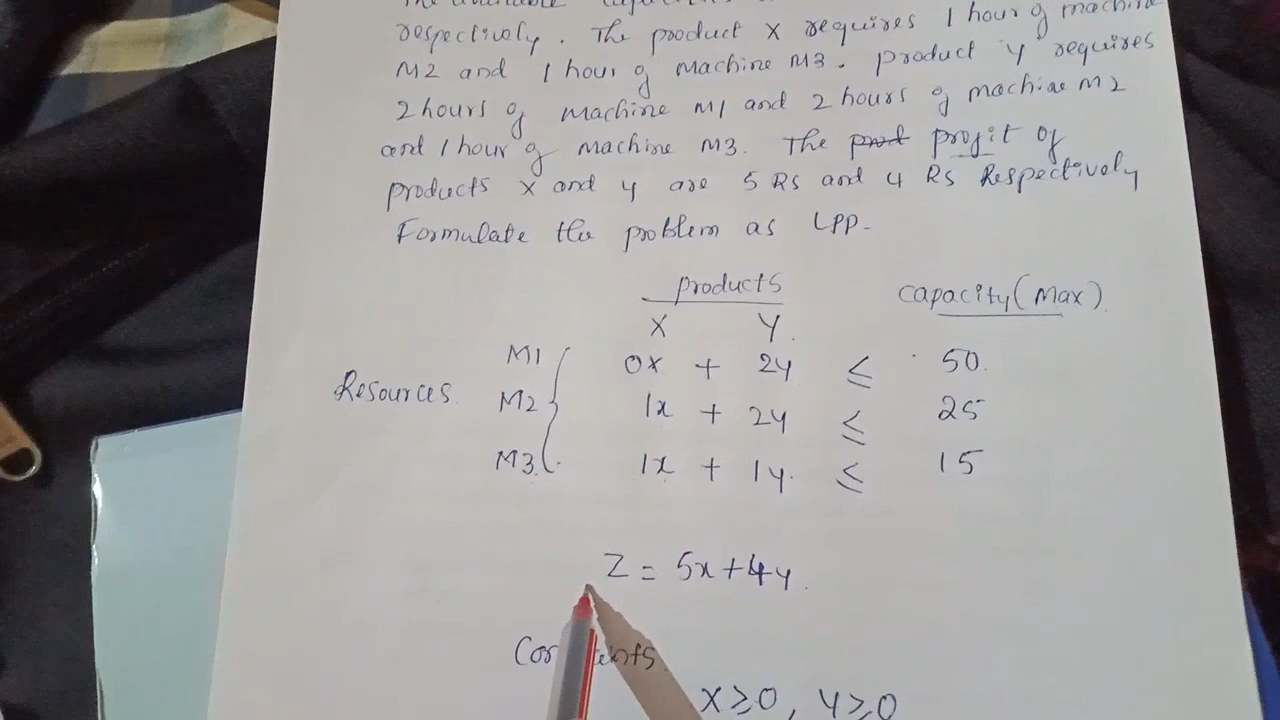 The available
respectively. The product X requires 1 hour of machine
M2 and 1 hour of machine M3. product Y requires
2 hours of machine M1 and 2 hours of machine M2
and 1 hour of machine M3. The prof profit of
products X and Y are 5 Rs and 4 Rs Respectively
Formulate the problem as LPP.
products
capacity (Max).
X Y.
M1 0x + 2y ≤ 50.
Resources. M2 1x + 2y ≤ 25
M3. 1x + 1y. ≤ 15
Z = 5x + 4y.
x ≥ 0, y ≥ 0